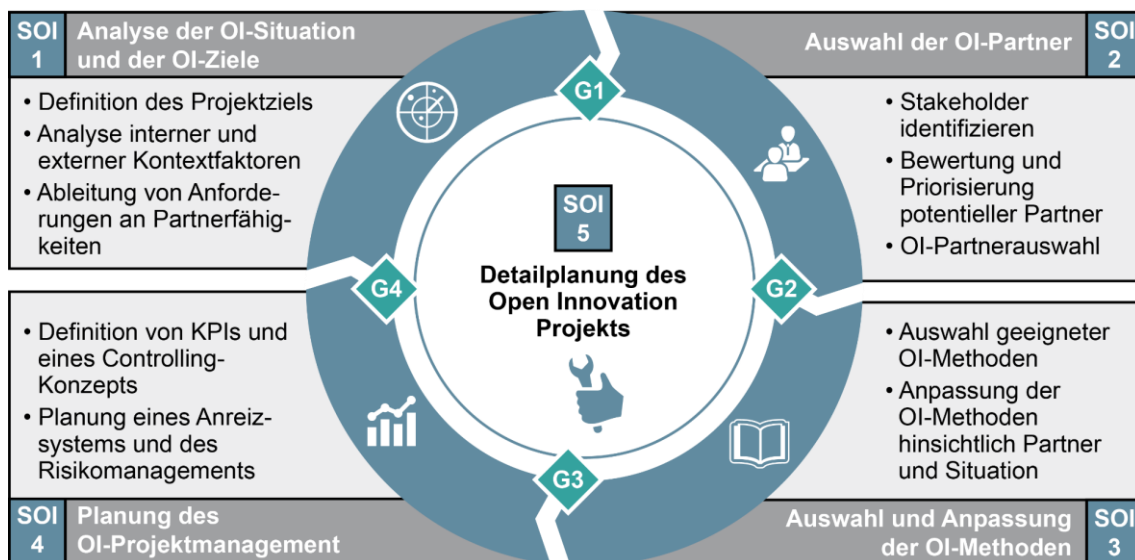 SOI
1
Analyse der OI-Situation
und der OI-Ziele
• Definition des Projektziels
• Analyse interner und
externer Kontextfaktoren
• Ableitung von Anforde-
rungen an Partnerfähig-
keiten
G1
Auswahl der OI-Partner
SOI
2
• Stakeholder
identifizieren
• Bewertung und
Priorisierung
potentieller Partner
• OI-Partnerauswahl
SOI
5
Detailplanung des
Open Innovation
Projekts
G4
G2
• Definition von KPIs und
eines Controlling-
Konzepts
• Planung eines Anreiz-
systems und des
Risikomanagements
SOI
4
Planung des
OI-Projektmanagement
G3
• Auswahl geeigneter
OI-Methoden
• Anpassung der
OI-Methoden
hinsichtlich Partner
und Situation
Auswahl und Anpassung
der OI-Methoden
SOI
3